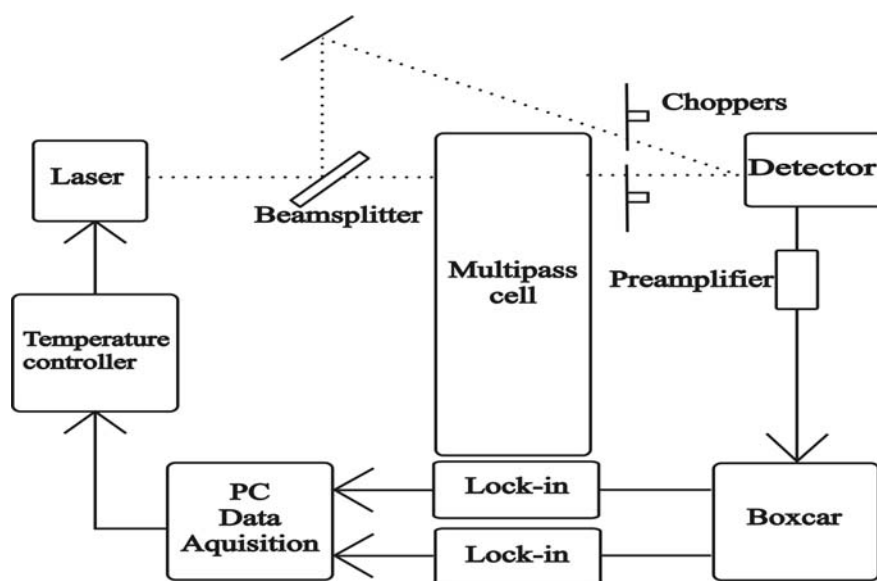 Choppers
Laser
Detector
Beamsplitter
Multipass
cell
Preamplifier
Temperature
controller
PC
Data
Aquisition
Lock-in
Lock-in
Boxcar